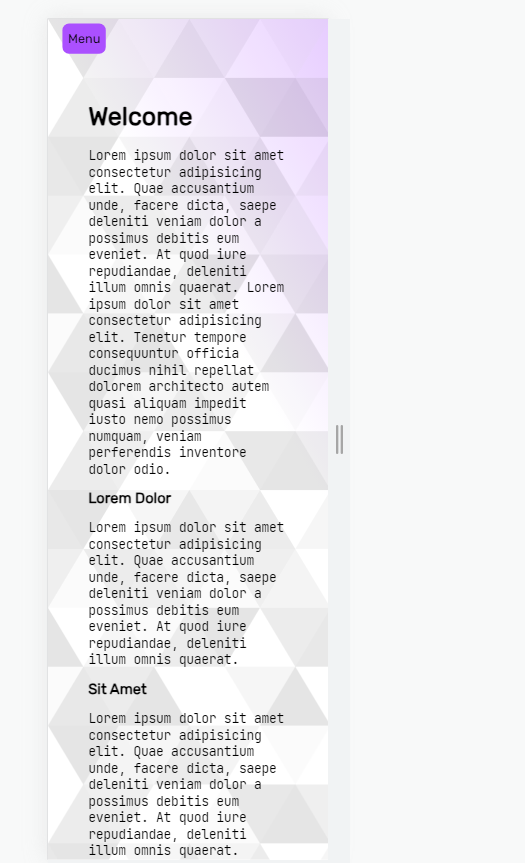 Menu
Welcome
Lorem ipsum dolor sit amet
consectetur adipisicing
elit. Quae accusantium
unde, facere dicta, saepe
deleniti veniam dolor a
possimus debitis eum
eveniet. At quod iure
repudiandae, deleniti
illum omnis quaerat. Lorem
ipsum dolor sit amet
consectetur adipisicing
elit. Tenetur tempore
consequuntur officia
ducimus nihil repellat
dolorem architecto autem
quasi aliquam impedit
iusto nemo possimus
numquam, veniam
perferendis inventore
dolor odio.
Lorem Dolor
Lorem ipsum dolor sit amet
consectetur adipisicing
elit. Quae accusantium
unde, facere dicta, saepe
deleniti veniam dolor a
possimus debitis eum
eveniet. At quod iure
repudiandae, deleniti
illum omnis quaerat.
Sit Amet
Lorem ipsum dolor sit amet
consectetur adipisicing
elit. Quae accusantium
unde, facere dicta, saepe
deleniti veniam dolor a
possimus debitis eum
eveniet. At quod iure
repudiandae, deleniti
illum omnis quaerat.